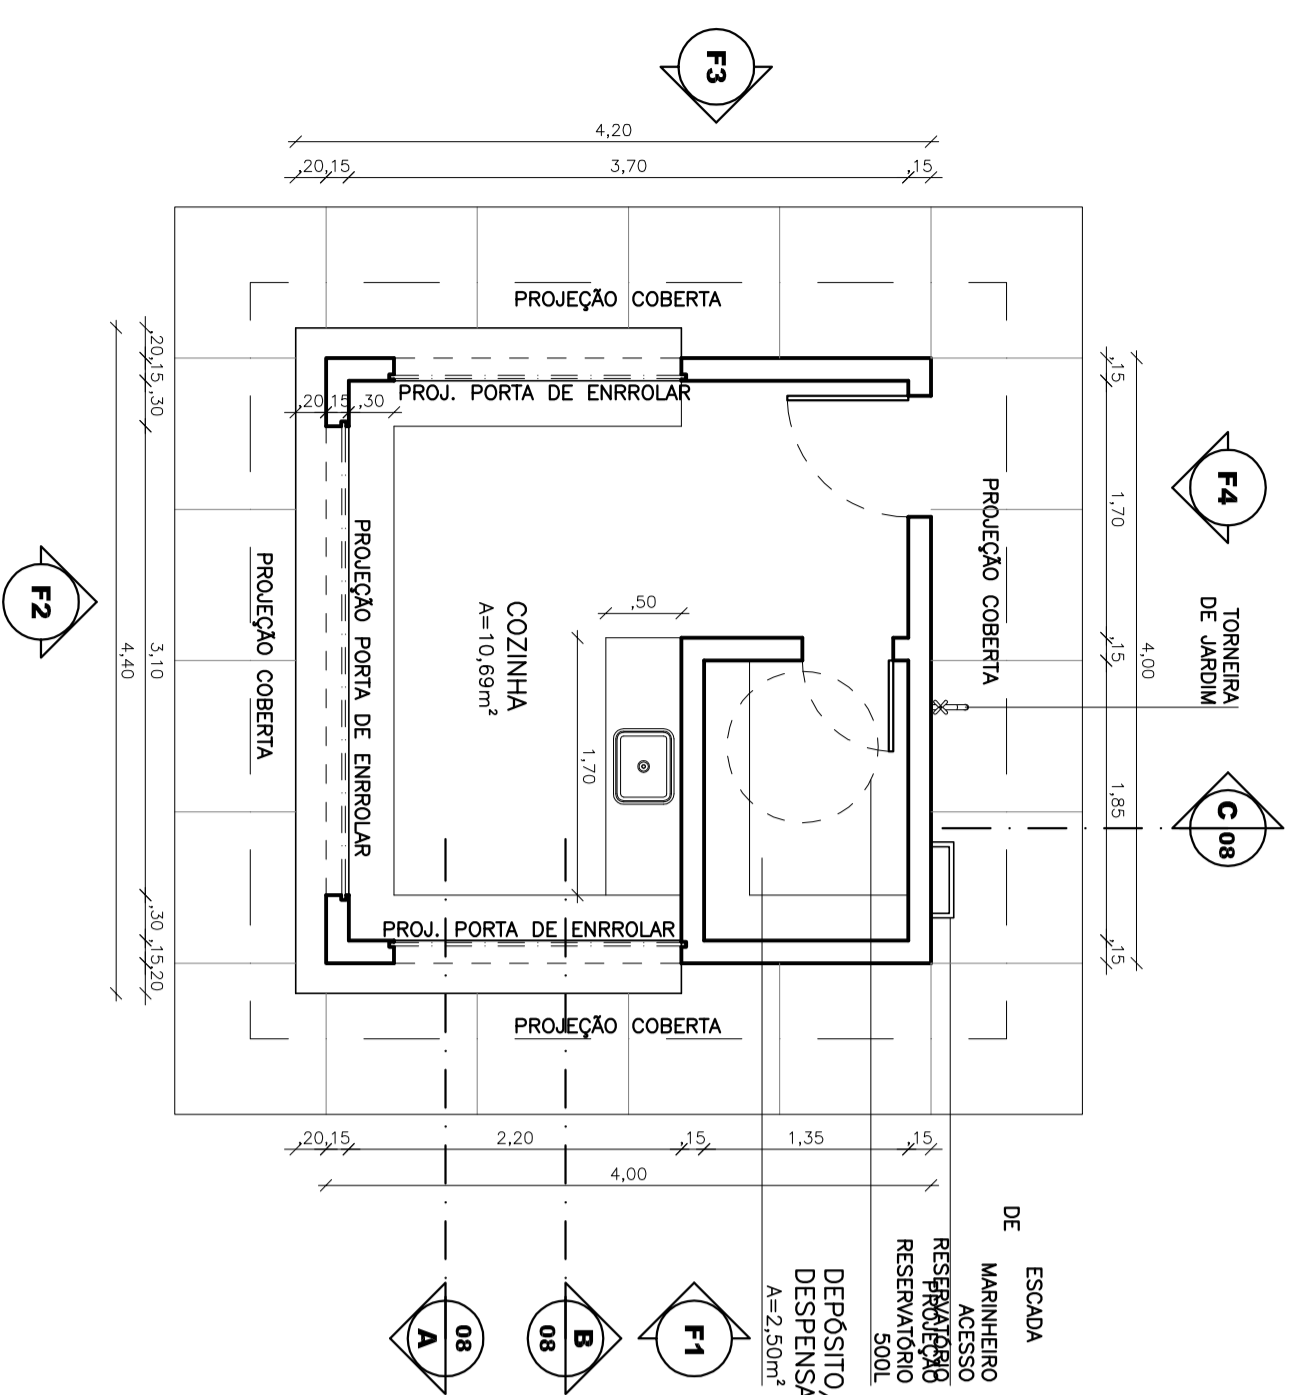 F3
4,20
,20
,15
3,70
,15
PROJEÇÃO COBERTA
PROJ. PORTA DE ENRROLAR
,20
,15
,30
3,10
,30
,15
,20
4,40
,20
,15
,30
F2
PROJEÇÃO COBERTA
PROJEÇÃO PORTA DE ENRROLAR
COZINHA
A=10,69m²
,50
1,70
PROJEÇÃO COBERTA
,15
1,70
,15
1,85
,15
4,00
F4
TORNEIRA
DE JARDIM
C 08
PROJ. PORTA DE ENRROLAR
PROJEÇÃO COBERTA
,20
,15
2,20
,15
1,35
,15
4,00
ESCADA
DE MARINHEIRO
ACESSO
RESERVATÓRIO
PROJEÇÃO
RESERVATÓRIO
500L
DEPÓSITO/
DESPENSA
A=2,50m²
A 08
B 08
F1